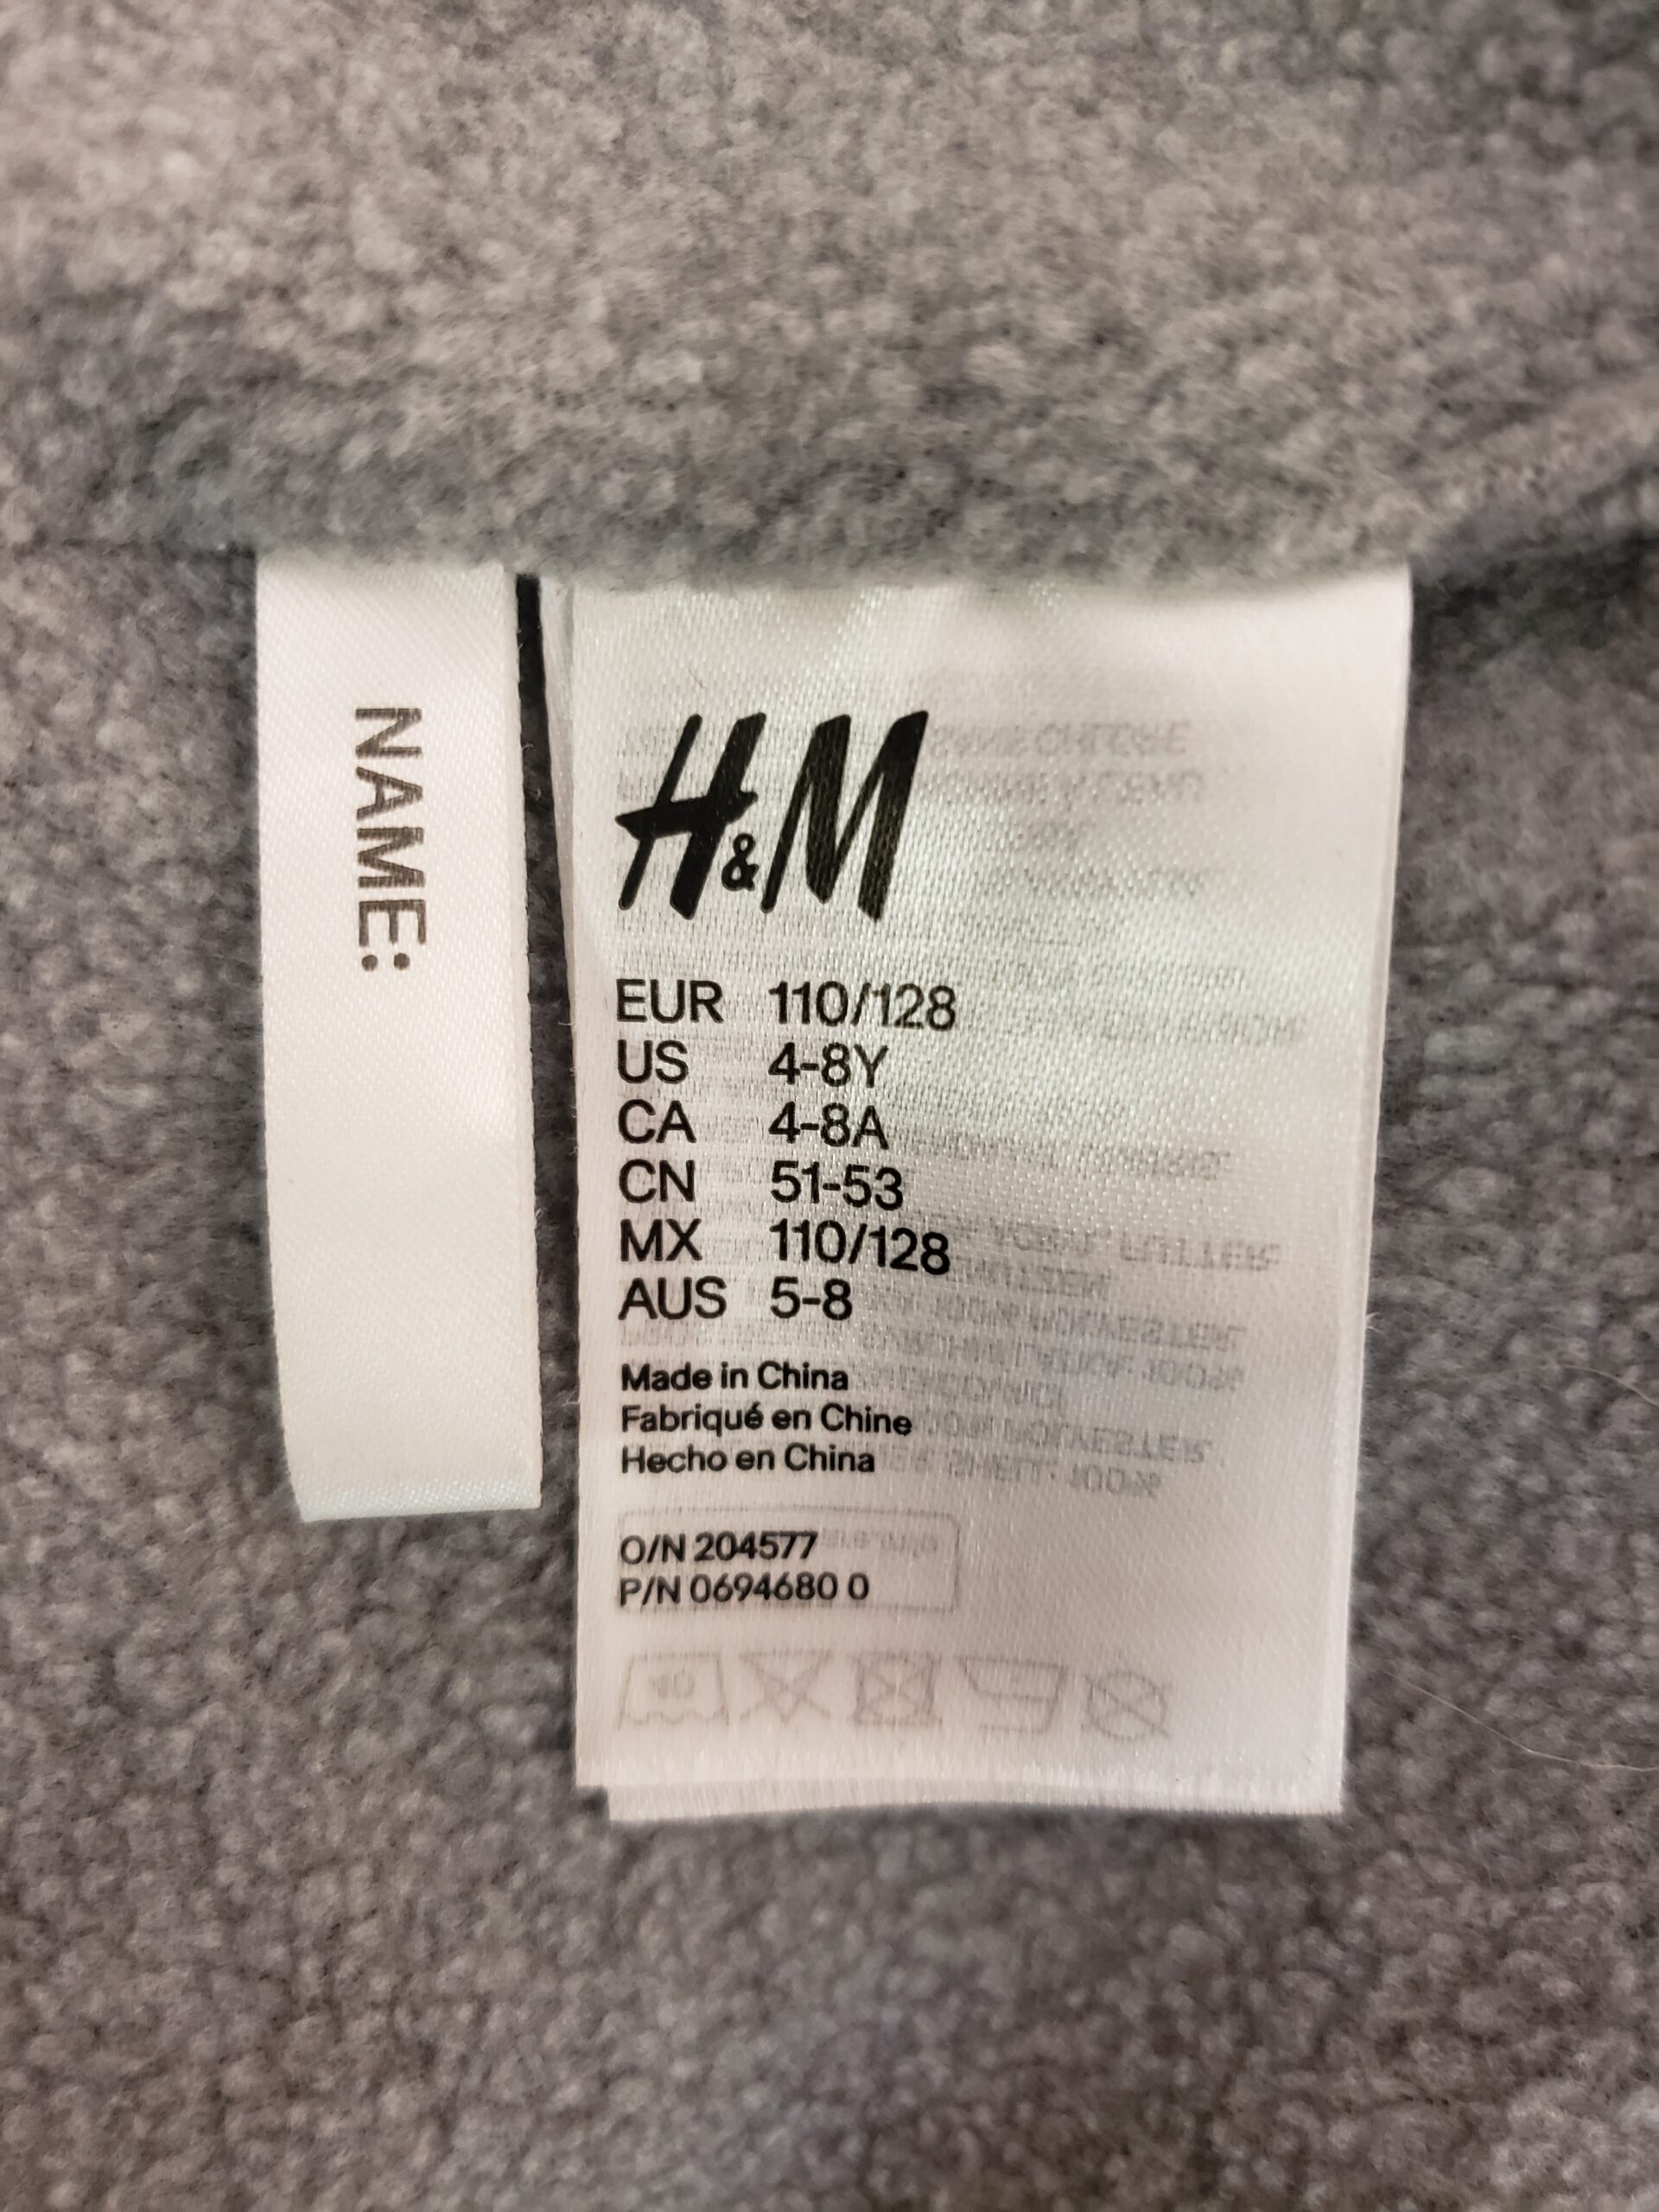 NAME:
H&M
EUR 110/128
US 4-8Y
CA 4-8A
CN 51-53
MX 110/128
AUS 5-8
Made in China
Fabriqué en Chine
Hecho en China
O/N 204577
P/N 0694680 0